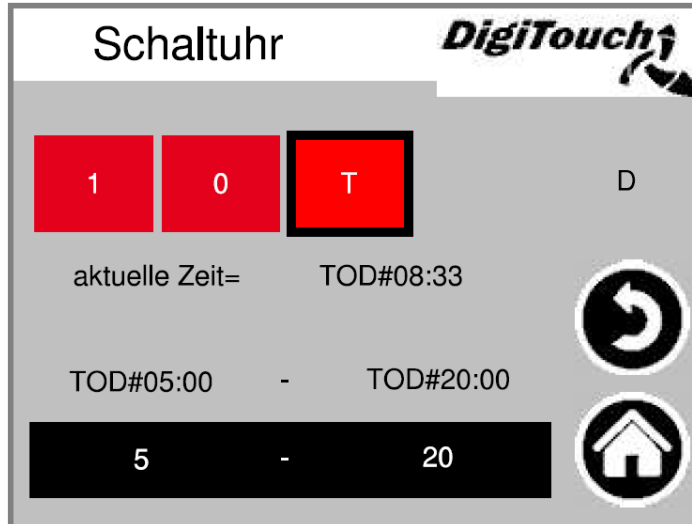 Schaltuhr DigiTouch
1 0 T D
aktuelle Zeit= TOD#08:33
TOD#05:00 - TOD#20:00
5 - 20